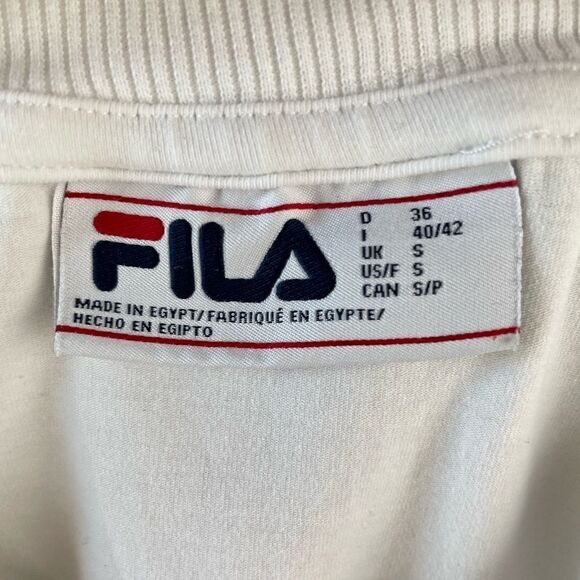 FILA
D 36
I 40/42
UK S
US/F S
CAN S/P
MADE IN EGYPT/FABRIQUÉ EN EGYPTE/
HECHO EN EGIPTO